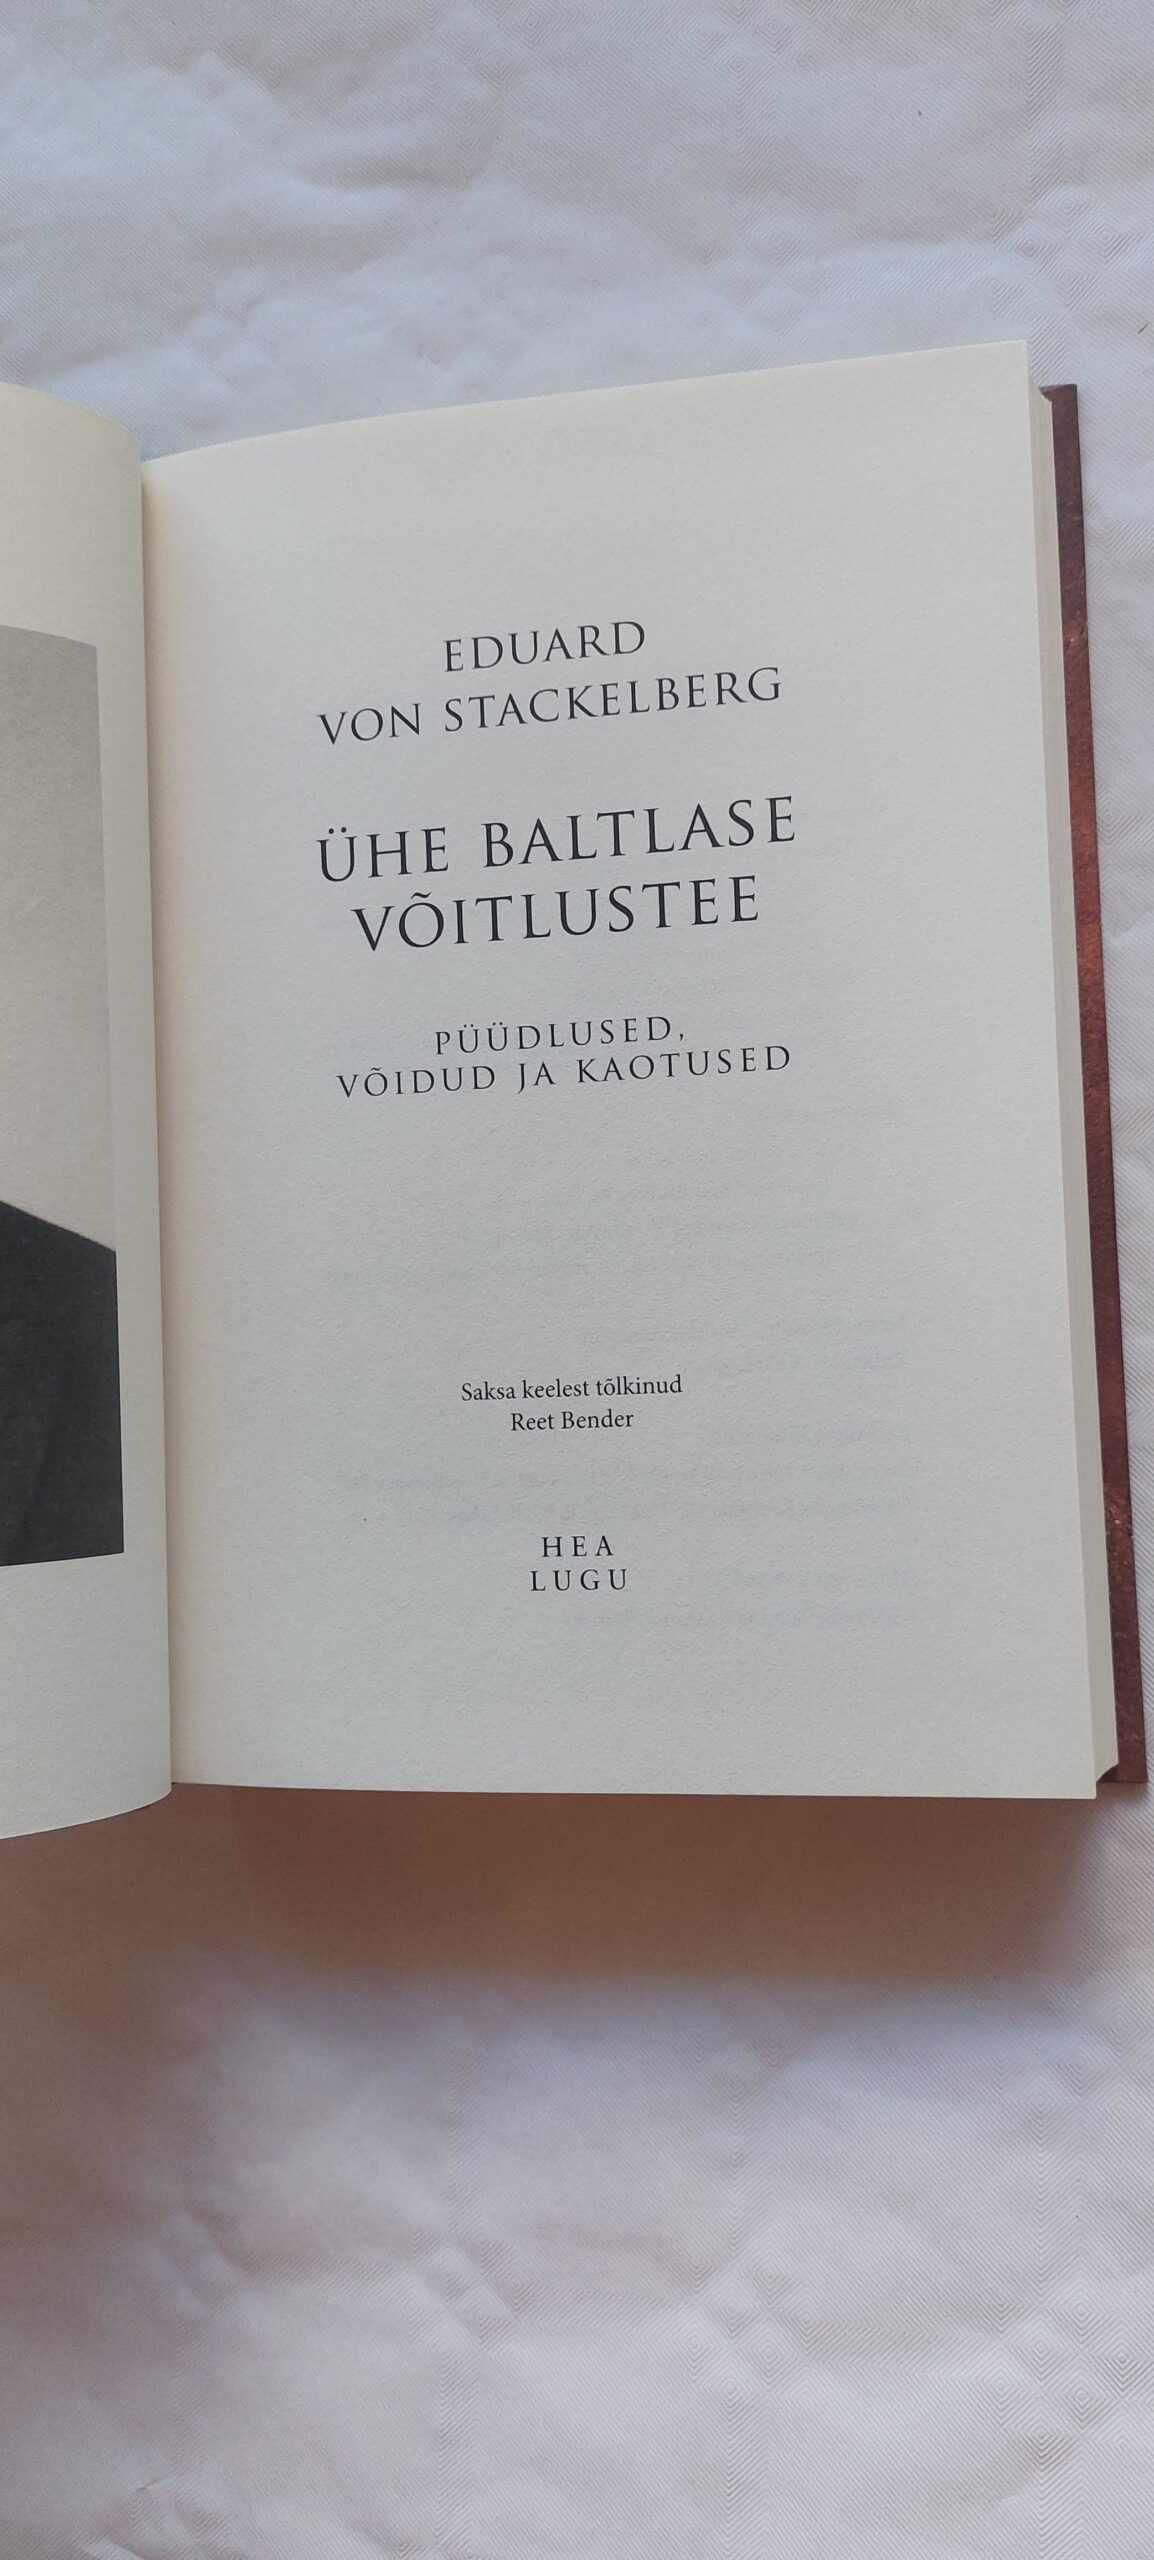 EDUARD
VON STACKELBERG
ÜHE BALTLASE
VÕITLUSTEE
PÜÜDLUSED,
VÕIDUD JA KAOTUSED
Saksa keelest tõlkinud
Reet Bender
HEA
LUGU